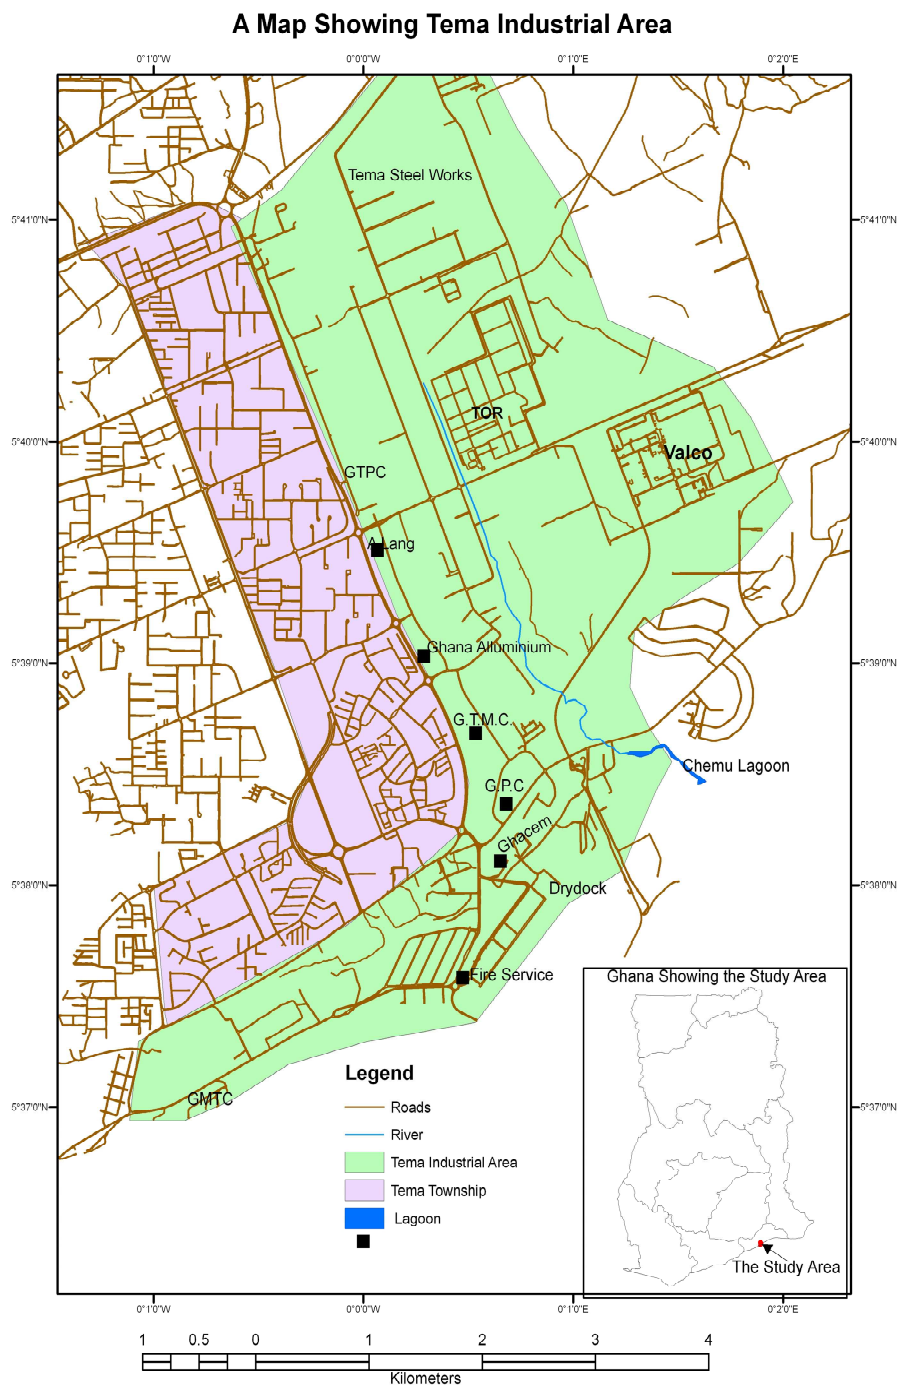 A Map Showing Tema Industrial Area
0°1'0"W 0°0'0" 0°1'0"E 0°2'0"E
Tema Steel Works
5°41'0"N 5°41'0"N
TOR
5°40'0"N 5°40'0"N
Valco
GTPC
A Lang
Ghana Alluminium
5°39'0"N 5°39'0"N
G.T.M.C.
Chemu Lagoon
G.P.C
Ghacem
5°38'0"N 5°38'0"N
Drydock
Fire Service
Ghana Showing the Study Area
GMTC
5°37'0"N 5°37'0"N
Legend
Roads
River
Tema Industrial Area
Tema Township
Lagoon
The Study Area
0°1'0"W 0°0'0" 0°1'0"E 0°2'0"E
1 0.5 0 1 2 3 4
Kilometers